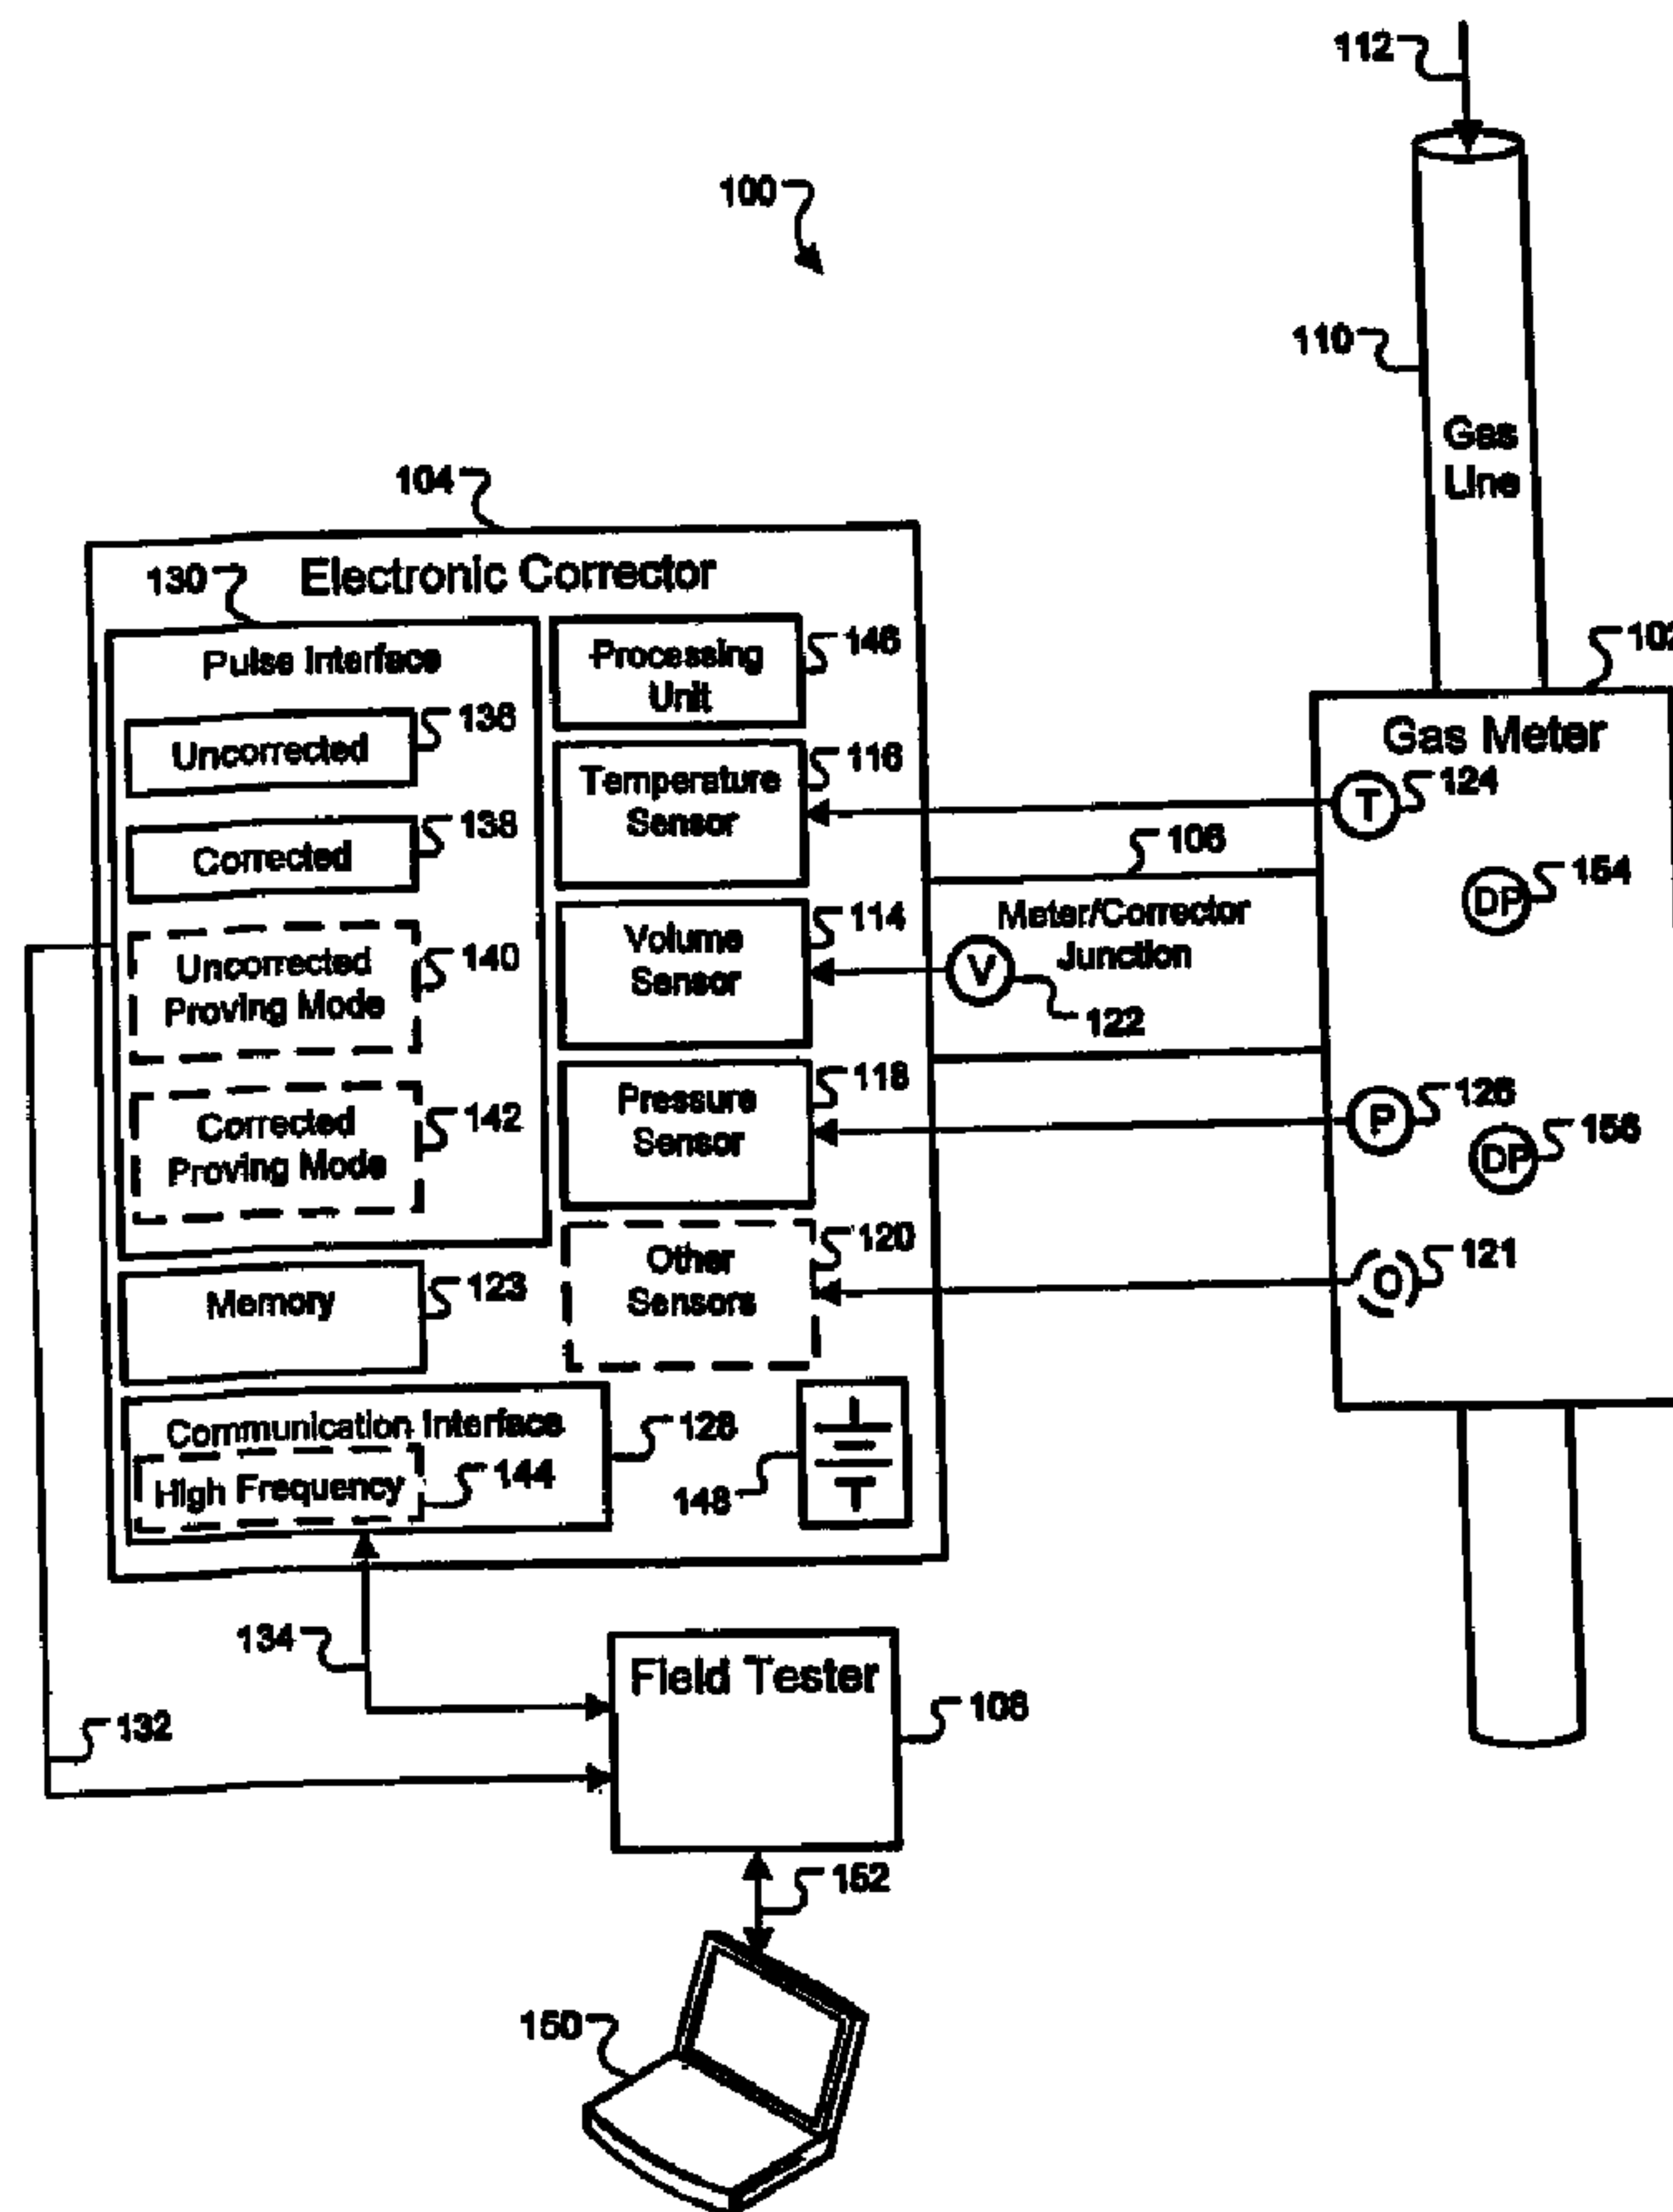 112
100
110
Gas
Line
104
Electronic Corrector
130
102
Pulse Interface
Processing
Unit
146
Gas Meter
Uncorrected
136
Temperature
Sensor
116
T
124
Corrected
138
106
DP
154
Meter/Corrector
Junction
Volume
Sensor
114
V
122
Uncorrected
Proving Mode
140
Pressure
Sensor
118
P
126
Corrected
Proving Mode
142
DP
156
Other
Sensors
120
O
121
Memory
123
Communication Interface
128
High Frequency
144
148
134
Field Tester
108
132
152
150